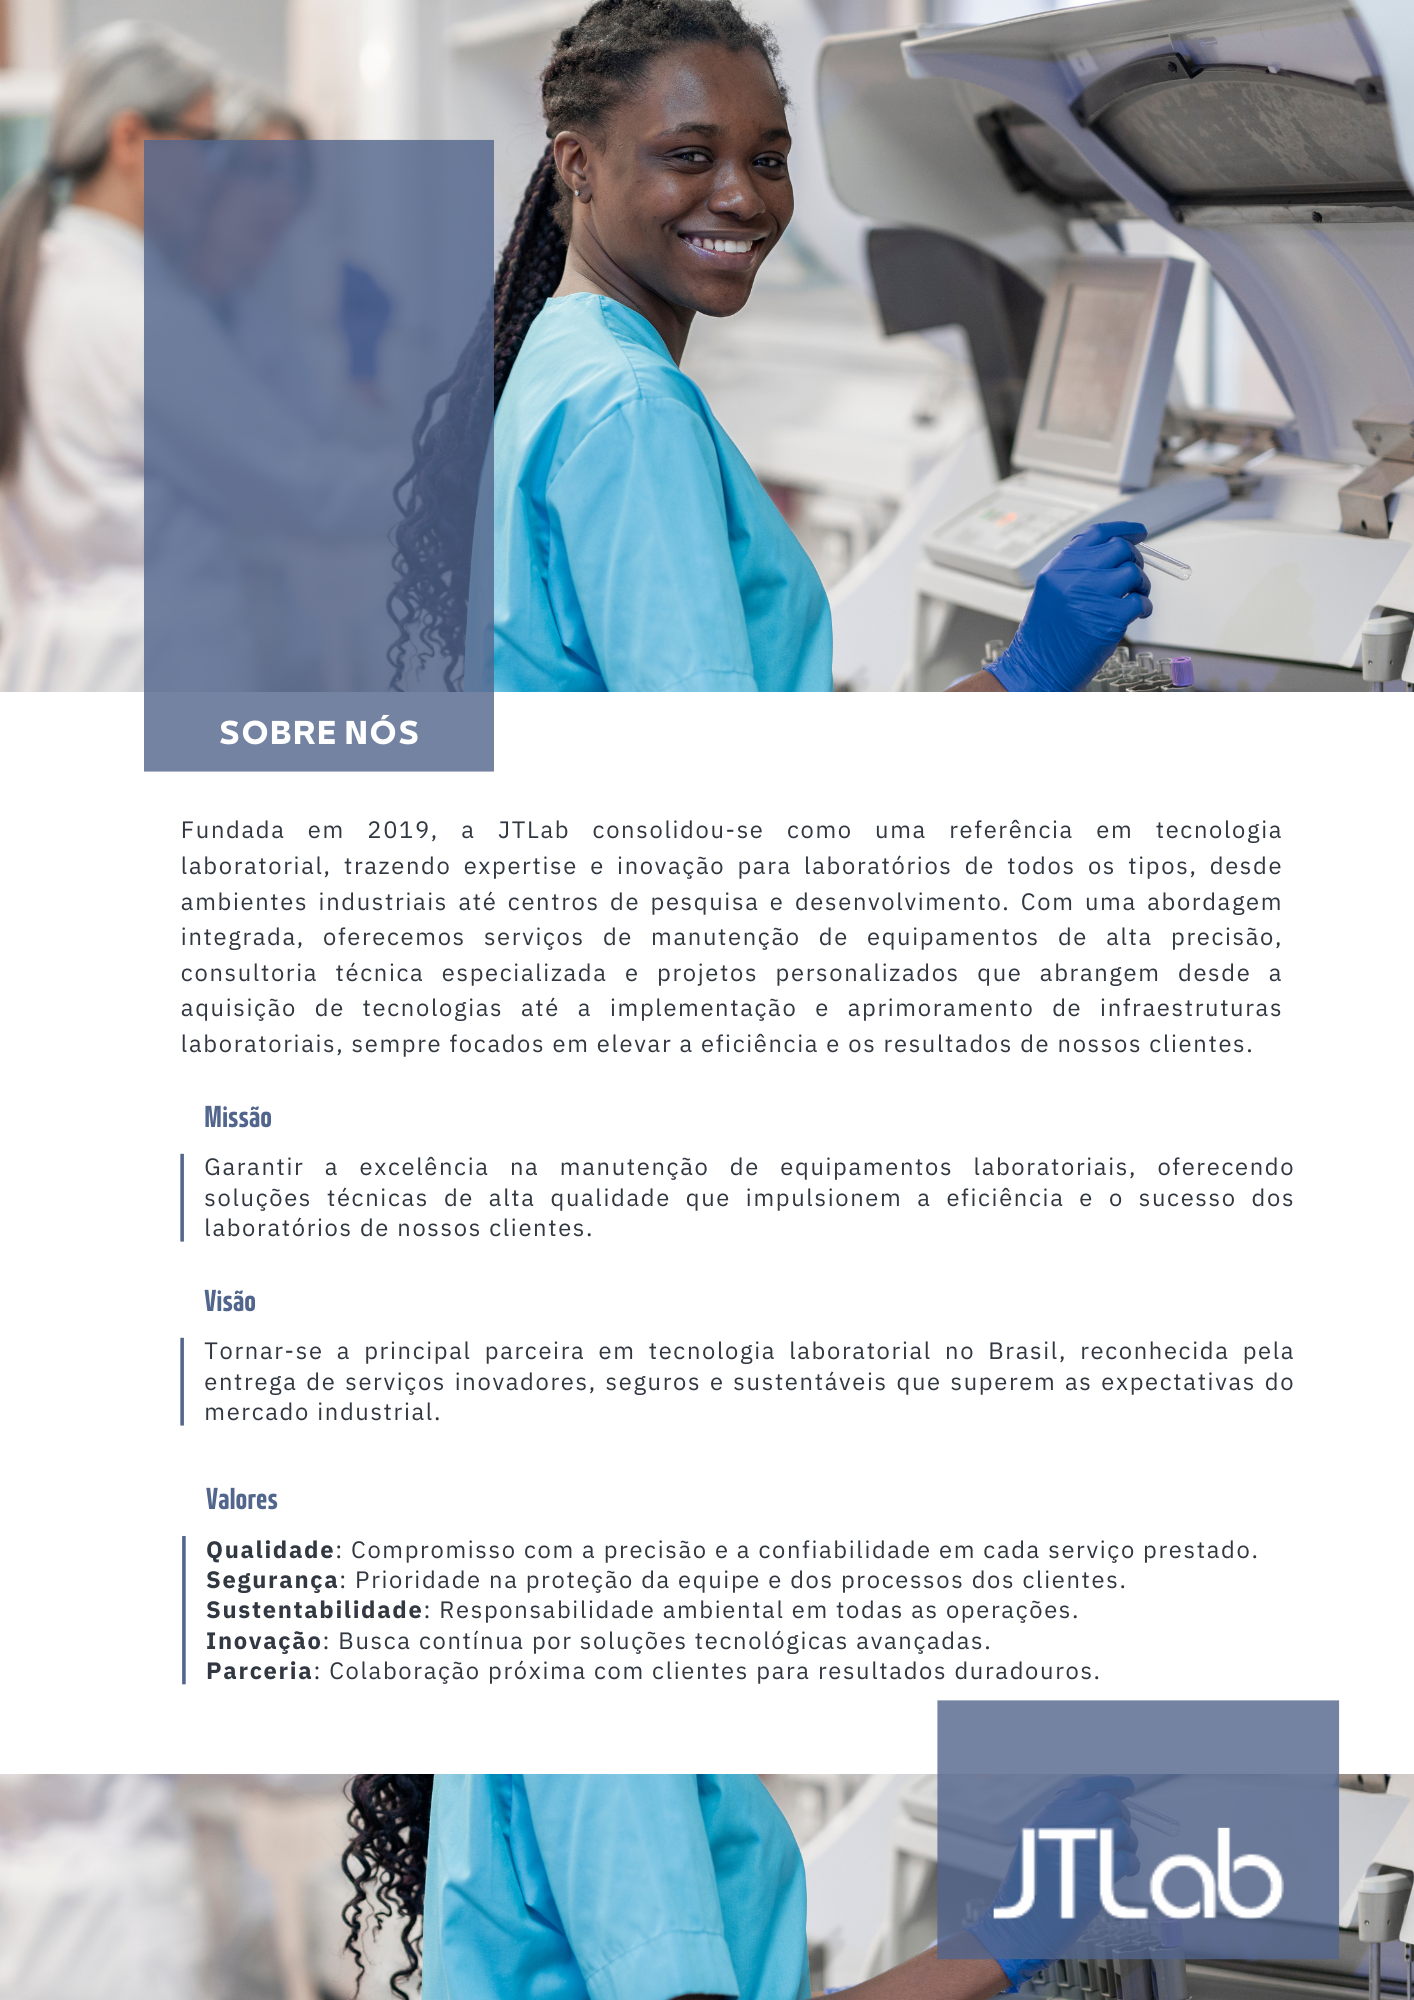 SOBRE NÓS
Fundada em 2019, a JTLab consolidou-se como uma referência em tecnologia
laboratorial, trazendo expertise e inovação para laboratórios de todos os tipos, desde
ambientes industriais até centros de pesquisa e desenvolvimento. Com uma abordagem
integrada, oferecemos serviços de manutenção de equipamentos de alta precisão,
consultoria técnica especializada e projetos personalizados que abrangem desde a
aquisição de tecnologias até a implementação e aprimoramento de infraestruturas
laboratoriais, sempre focados em elevar a eficiência e os resultados de nossos clientes.
Missão
Garantir a excelência na manutenção de equipamentos laboratoriais, oferecendo
soluções técnicas de alta qualidade que impulsionem a eficiência e o sucesso dos
laboratórios de nossos clientes.
Visão
Tornar-se a principal parceira em tecnologia laboratorial no Brasil, reconhecida pela
entrega de serviços inovadores, seguros e sustentáveis que superem as expectativas do
mercado industrial.
Valores
Qualidade: Compromisso com a precisão e a confiabilidade em cada serviço prestado.
Segurança: Prioridade na proteção da equipe e dos processos dos clientes.
Sustentabilidade: Responsabilidade ambiental em todas as operações.
Inovação: Busca contínua por soluções tecnológicas avançadas.
Parceria: Colaboração próxima com clientes para resultados duradouros.
JTLab